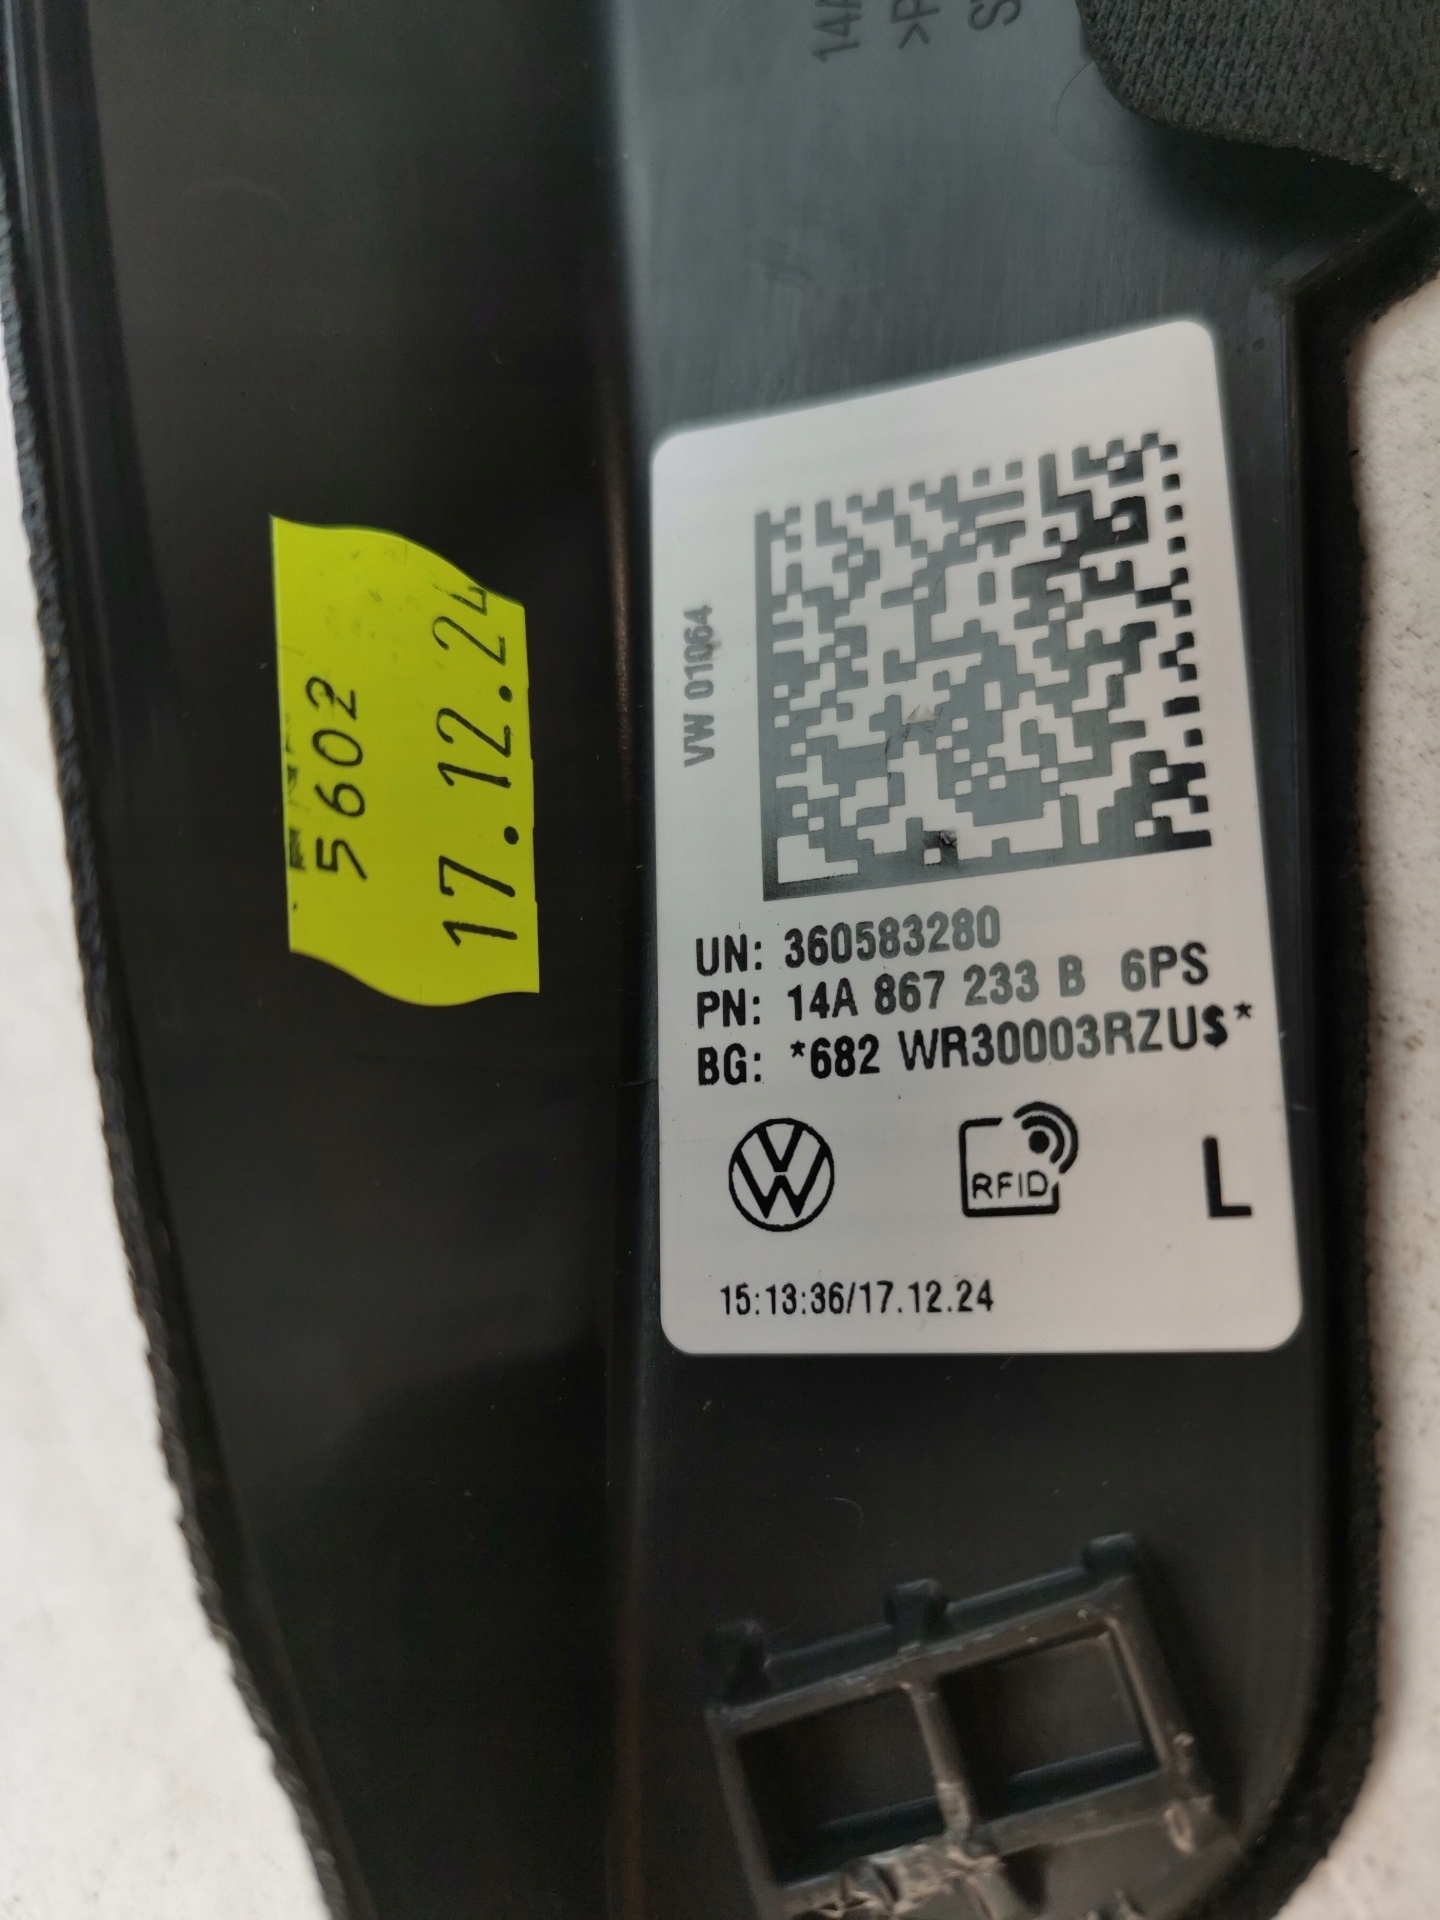 VW 01064
UN: 360583280
PN: 14A 867 233 B 6PS
BG: *682 WR30003RZU$*
RFID
L
15:13:36/17.12.24
5602
17.12.24